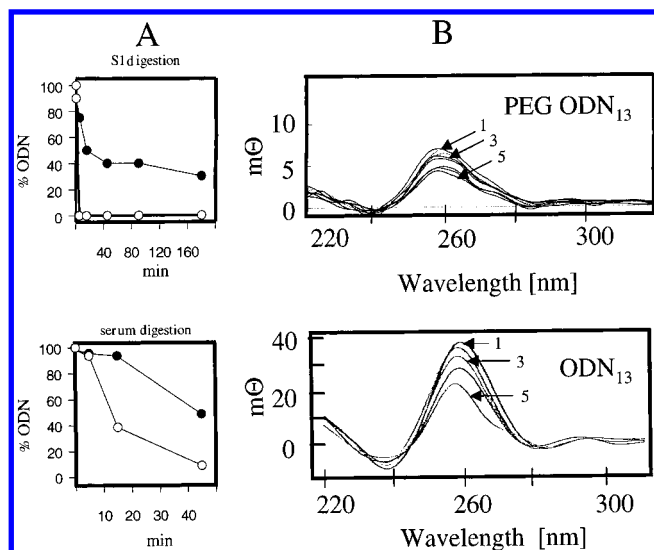 A
B
S1digestion
100
80
60
40
20
0
% ODN
40 80 120 160
min
10
5
0
mΘ
PEG ODN13
1
3
5
220 260 300
Wavelength [nm]
serum digestion
100
80
60
40
20
0
% ODN
10 20 30 40
min
40
20
0
mΘ
ODN13
1
3
5
220 260 300
Wavelength [nm]